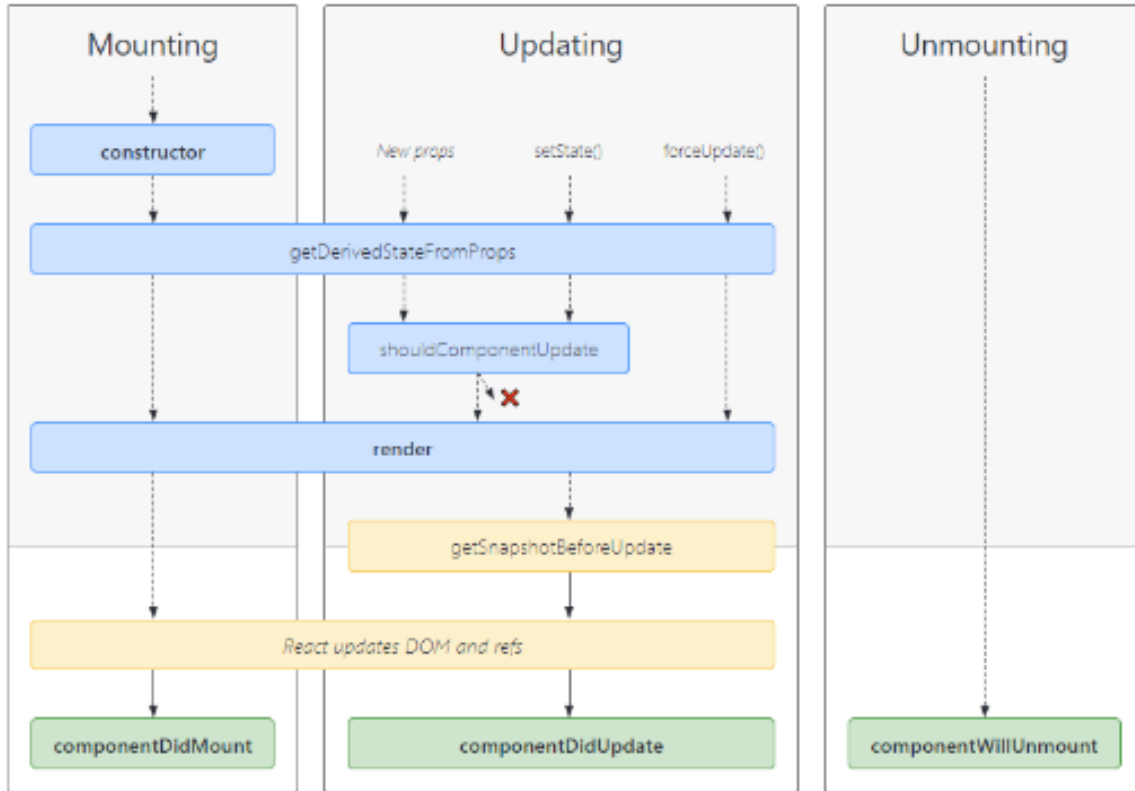 Mounting
Updating
Unmounting
constructor
New props
setState()
forceUpdate()
getDerivedStateFromProps
shouldComponentUpdate
render
getSnapshotBeforeUpdate
React updates DOM and refs
componentDidMount
componentDidUpdate
componentWillUnmount